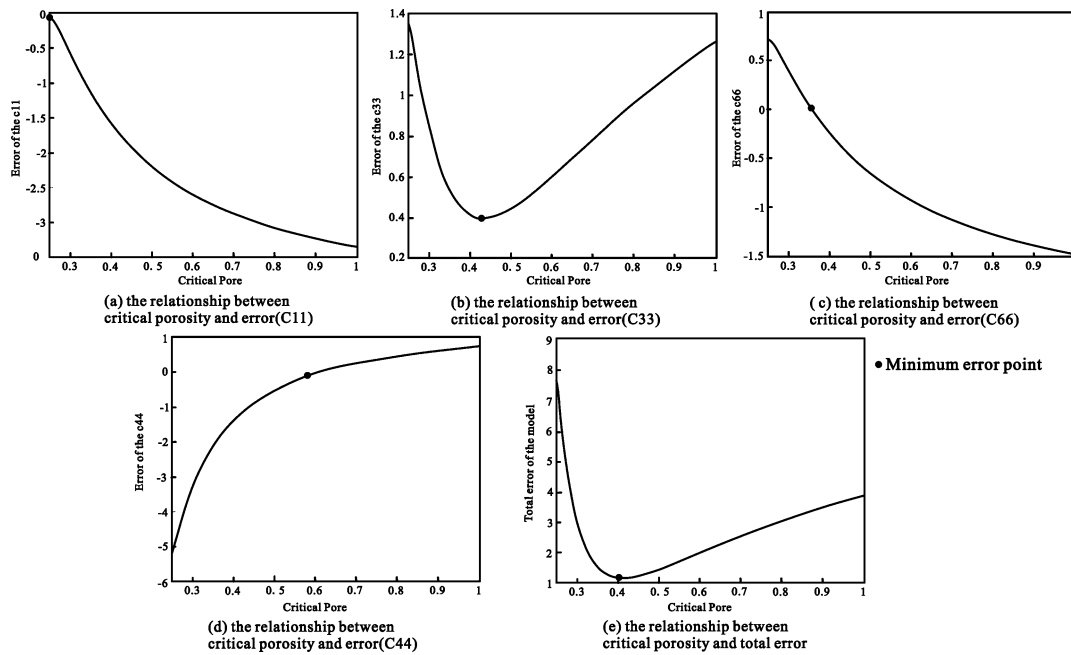 0
-0.5
-1
-1.5
-2
-2.5
-3
0
Error of the c11
0.3 0.4 0.5 0.6 0.7 0.8 0.9 1
Critical Pore
(a) the relationship between
critical porosity and error(C11)
1.4
1.2
1
0.8
0.6
0.4
0.2
Error of the c33
0.3 0.4 0.5 0.6 0.7 0.8 0.9 1
Critical Pore
(b) the relationship between
critical porosity and error(C33)
0.5
0
-0.5
-1
-1.5
Error of the c66
0.3 0.4 0.5 0.6 0.7 0.8 0.9
Critical Pore
( c) the relationship between
critical porosity and error(C66)
1
0
-1
-2
-3
-4
-5
-6
Error of the c44
0.3 0.4 0.5 0.6 0.7 0.8 0.9 1
Critical Pore
(d) the relationship between
critical porosity and error(C44)
9
8
7
6
5
4
3
2
1
Total error of the model
0.3 0.4 0.5 0.6 0.7 0.8 0.9 1
Critical Pore
(e) the relationship between
critical porosity and total error
Minimum error point